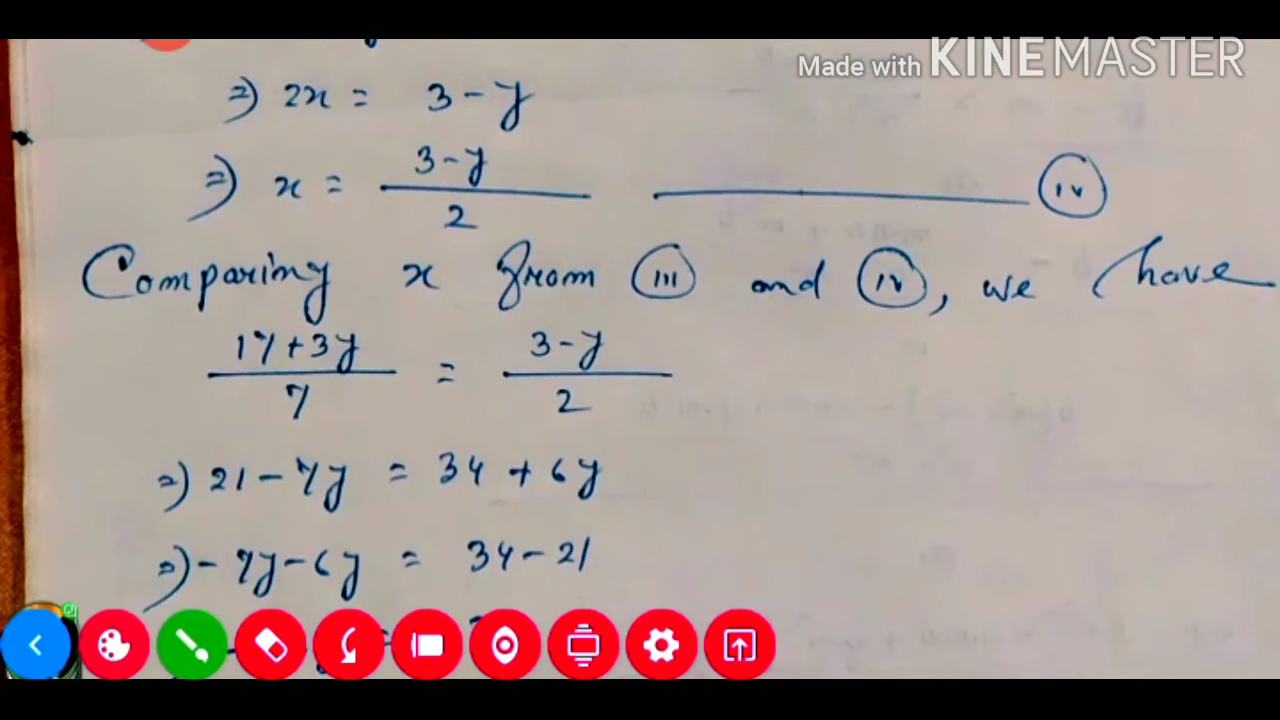 Made with KINEMASTER
⇒ 2x = 3-y
⇒ x = 3-y / 2 (iv)
Comparing x from (iii) and (iv), we have
17+3y / 7 = 3-y / 2
⇒ 21-7y = 34+6y
⇒ -7y-6y = 34-21